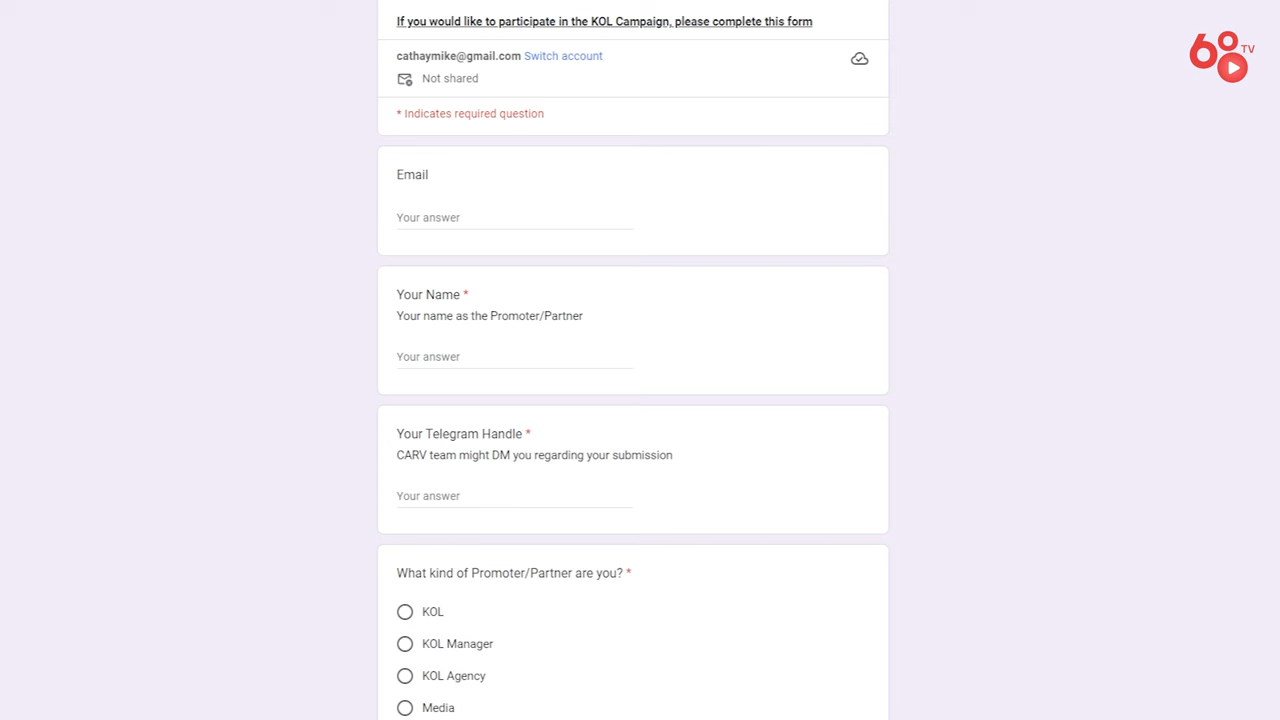 If you would like to participate in the KOL Campaign, please complete this form
cathaymike@gmail.com Switch account
Not shared
* Indicates required question
Email
Your answer
Your Name *
Your name as the Promoter/Partner
Your answer
Your Telegram Handle *
CARV team might DM you regarding your submission
Your answer
What kind of Promoter/Partner are you? *
KOL
KOL Manager
KOL Agency
Media
68 TV